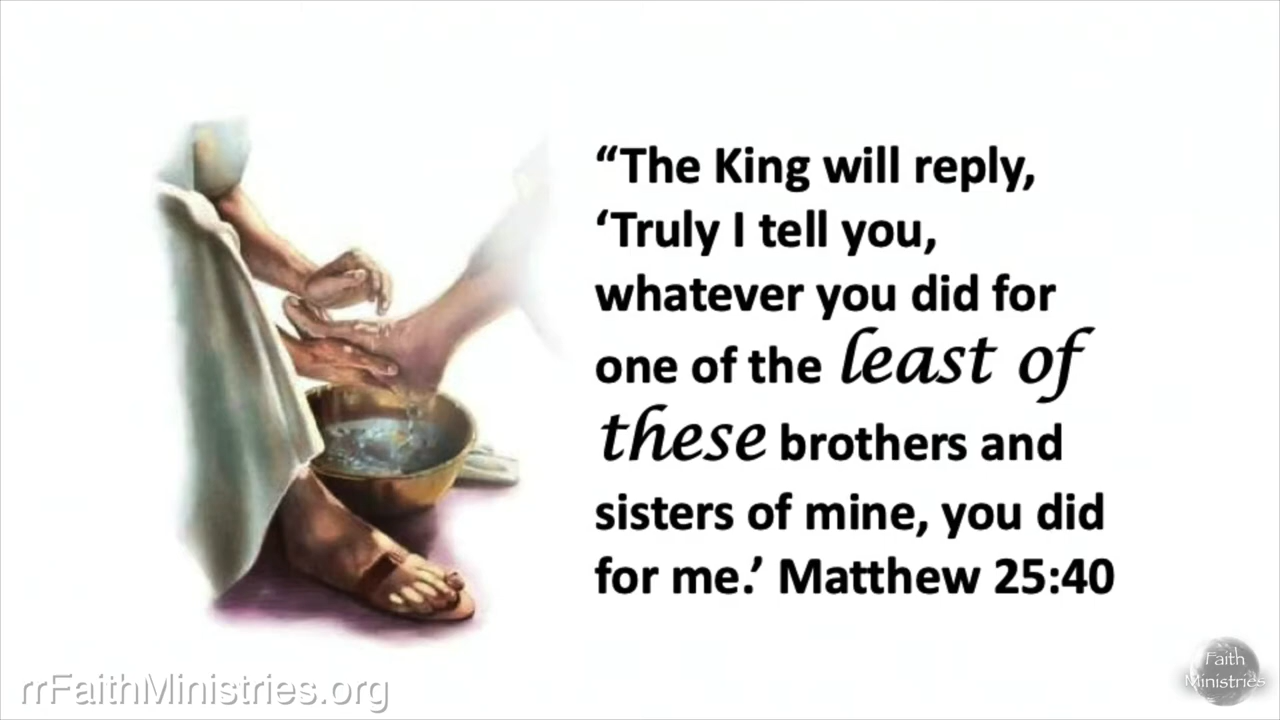 “The King will reply,
‘Truly I tell you,
whatever you did for
one of the least of
these brothers and
sisters of mine, you did
for me.’ Matthew 25:40
rrFaithMinistries.org
Faith
Ministries